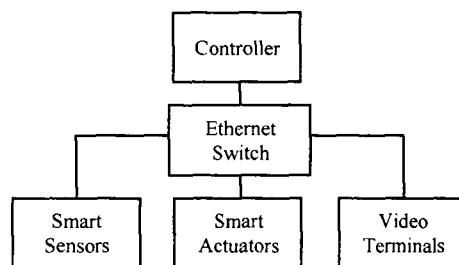 Controller
Ethernet
Switch
Smart
Sensors
Smart
Actuators
Video
Terminals